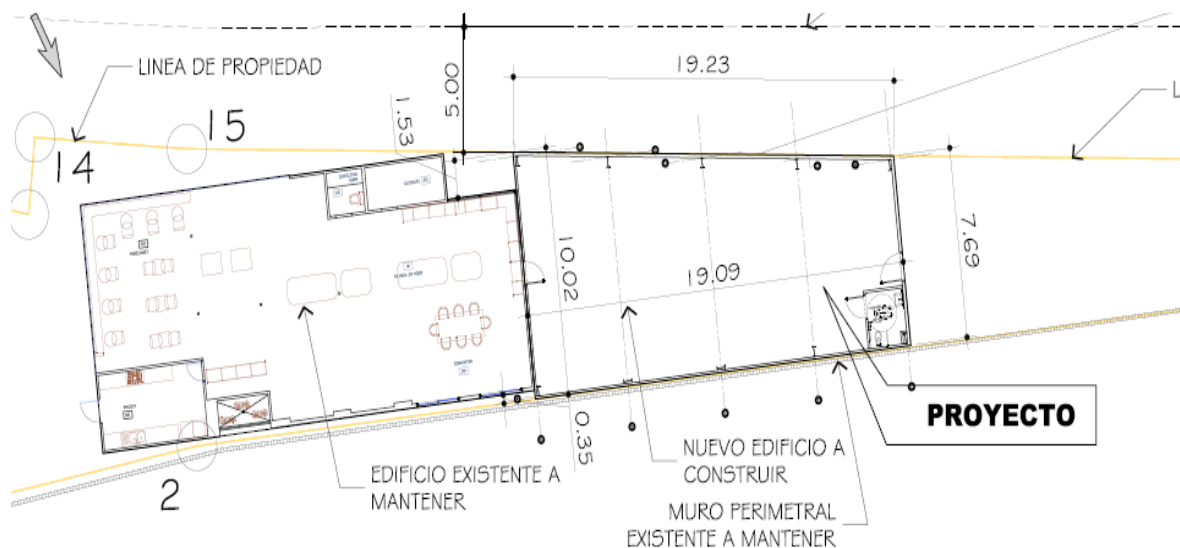 LINEA DE PROPIEDAD
15
14
5.00
1.53
19.23
L
10.02
19.09
7.69
PROYECTO
0.35
EDIFICIO EXISTENTE A
MANTENER
NUEVO EDIFICIO A
CONSTRUIR
MURO PERIMETRAL
EXISTENTE A MANTENER
2